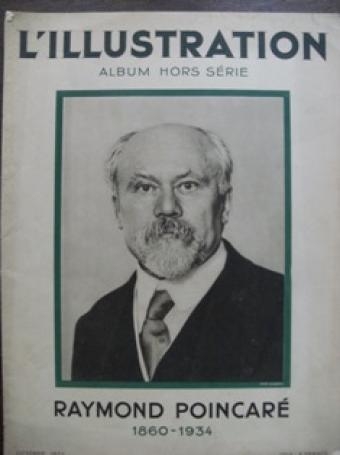 L'ILLUSTRATION
ALBUM HORS SÉRIE
RAYMOND POINCARÉ
1860-1934